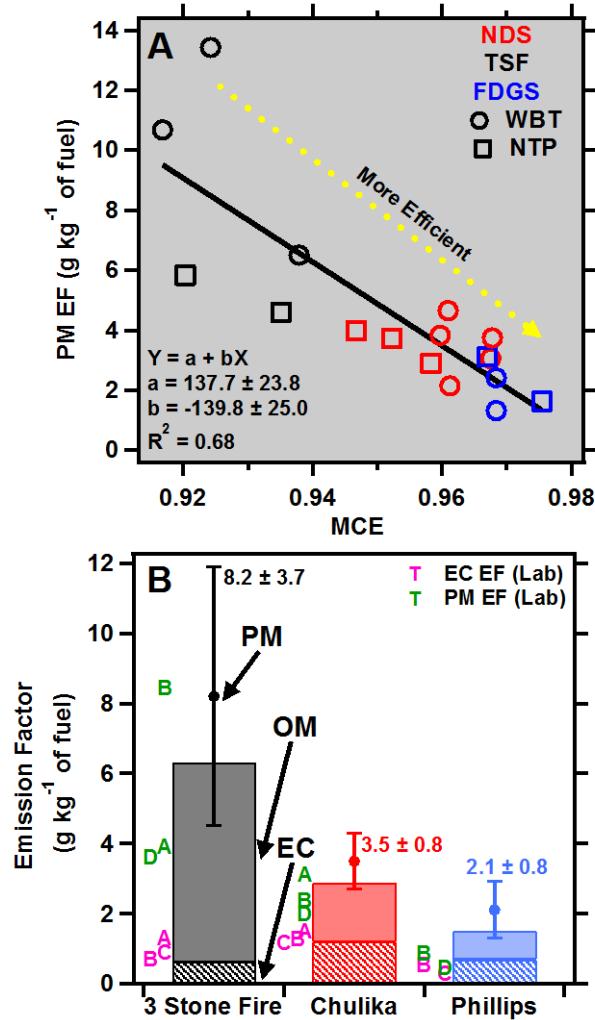 A
NDS
TSF
FDGS
WBT
NTP
More Efficient
Y = a + bX
a = 137.7 ± 23.8
b = -139.8 ± 25.0
R² = 0.68
PM EF (g kg⁻¹ of fuel)
14
12
10
8
6
4
2
0
0.92 0.94 0.96 0.98
MCE
B
8.2 ± 3.7
T EC EF (Lab)
T PM EF (Lab)
PM
OM
EC
3.5 ± 0.8
2.1 ± 0.8
B
A
D
A
C
B
A
B
D
A
B
C
B
B
D
C
Emission Factor
(g kg⁻¹ of fuel)
12
10
8
6
4
2
0
3 Stone Fire Chulika Phillips